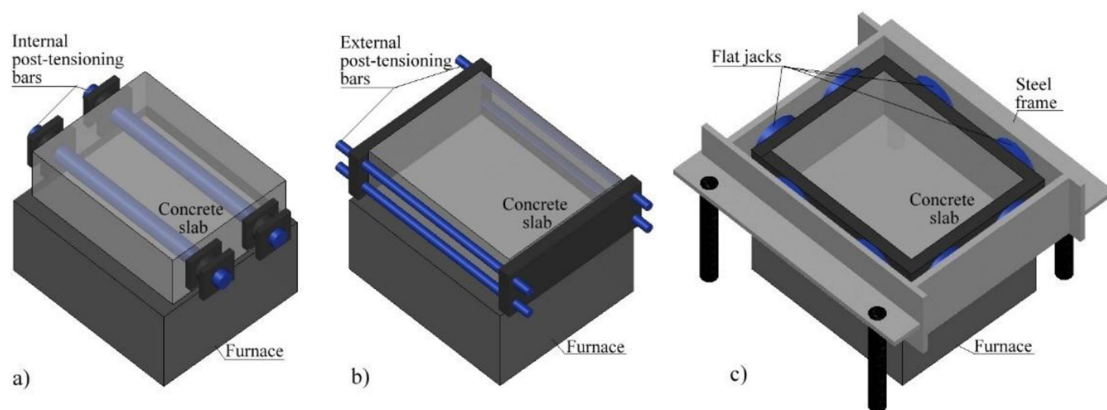 Internal
post-tensioning
bars
Concrete
slab
Furnace
a)
External
post-tensioning
bars
Concrete
slab
Furnace
b)
Flat jacks
Concrete
slab
Steel
frame
Furnace
c)